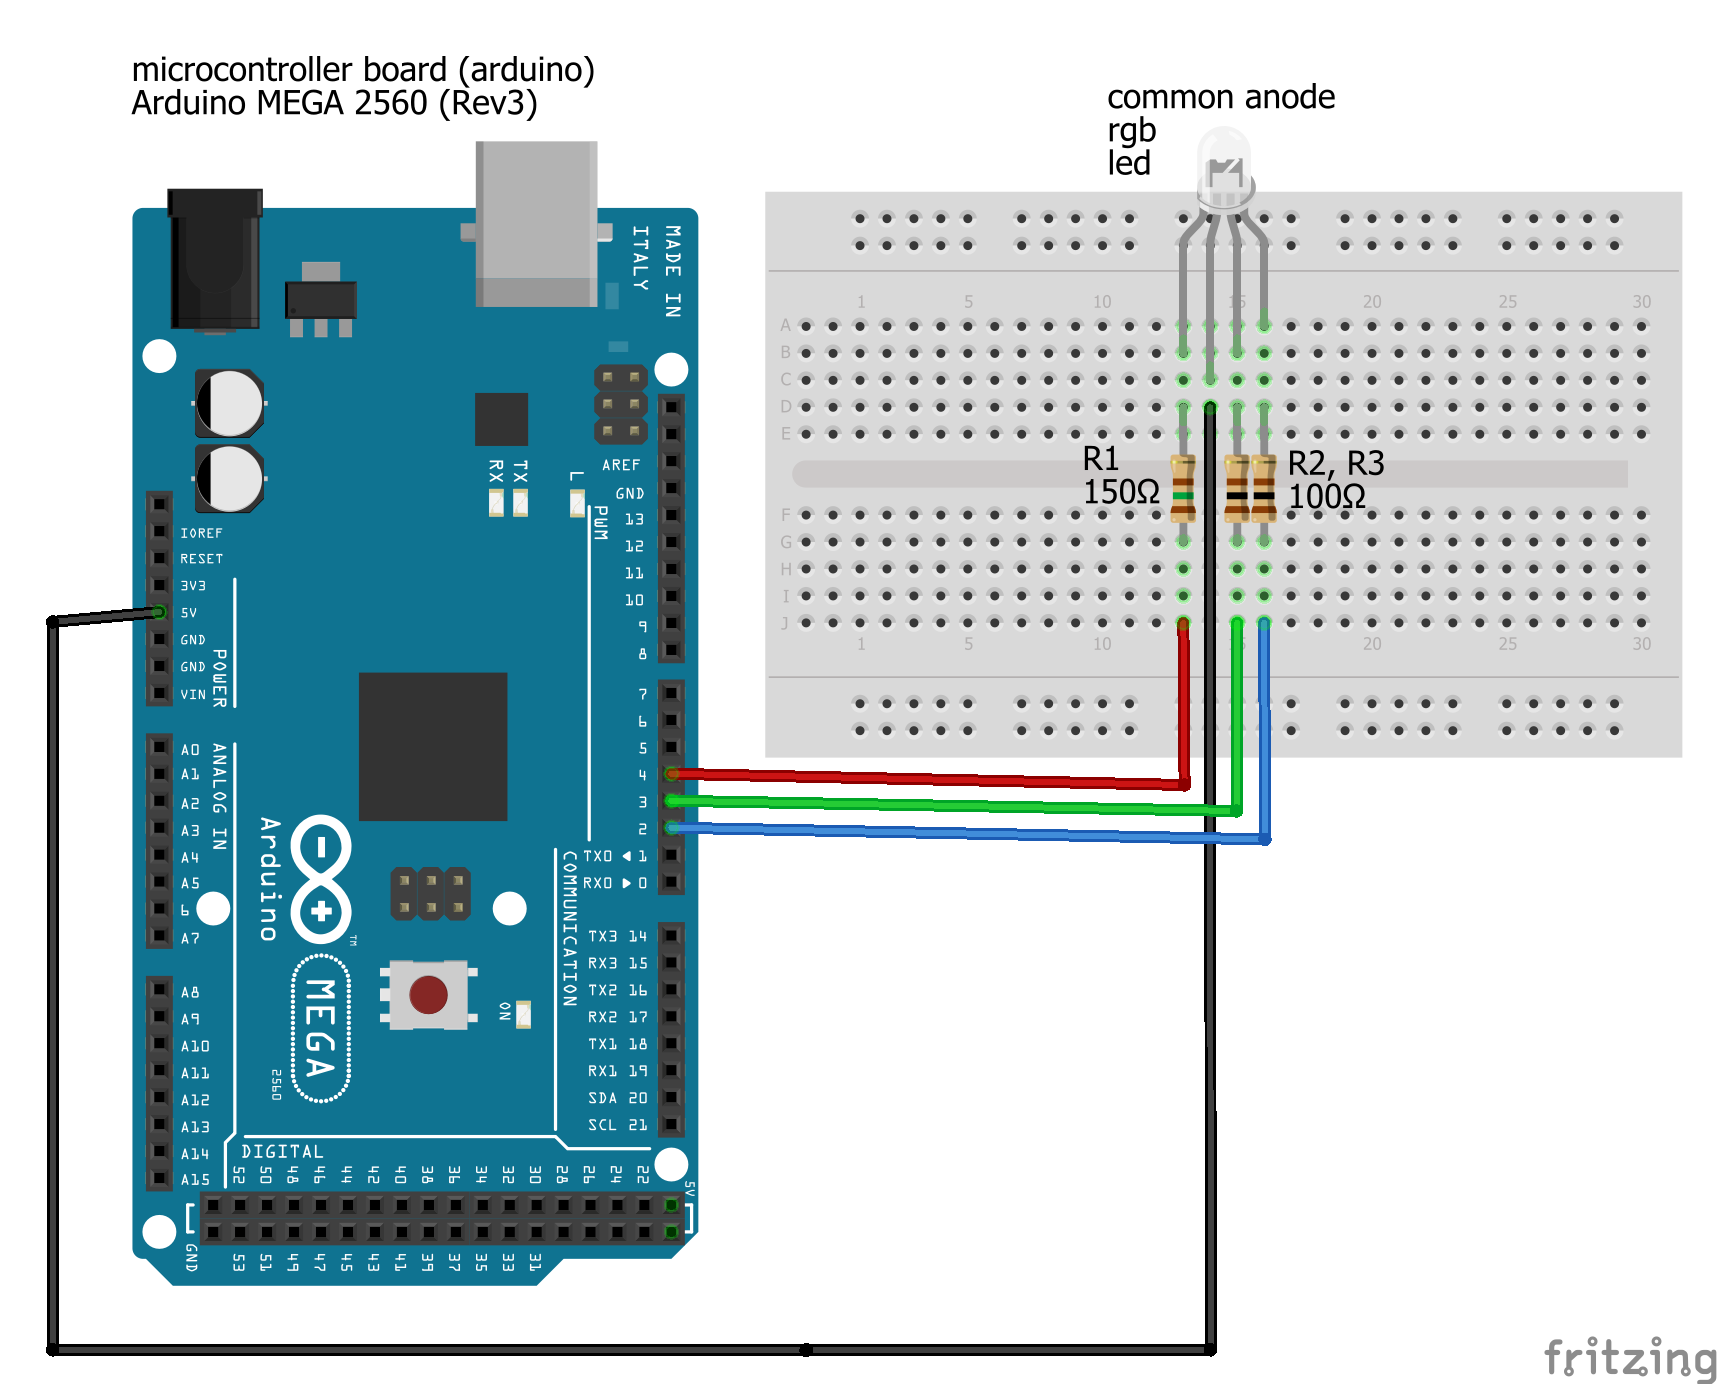 microcontroller board (arduino)
Arduino MEGA 2560 (Rev3)
common anode
rgb
led
MADE IN
ITALY
RX
TX
L
AREF
GND
13
12
11
10
9
8
PWM
7
6
5
4
3
2
TX0 1
RX0 0
COMMUNICATION
TX3 14
RX3 15
TX2 16
RX2 17
TX1 18
RX1 19
SDA 20
SCL 21
IOREF
RESET
3V3
5V
GND
GND
VIN
POWER
A0
A1
A2
A3
A4
A5
6
A7
ANALOG IN
A8
A9
A10
A11
A12
A13
A14
A15
Arduino
TM
MEGA
2560
ON
DIGITAL
52 50 48 46 44 42 40 38 36 34 32 30 28 26 24 22
5V
GND
53 51 49 47 45 43 41 39 37 35 33 31
1 5 10 15 20 25 30
A
B
C
D
E
R1
150Ω
R2, R3
100Ω
F
G
H
I
J
1 5 10 15 20 25 30
fritzing